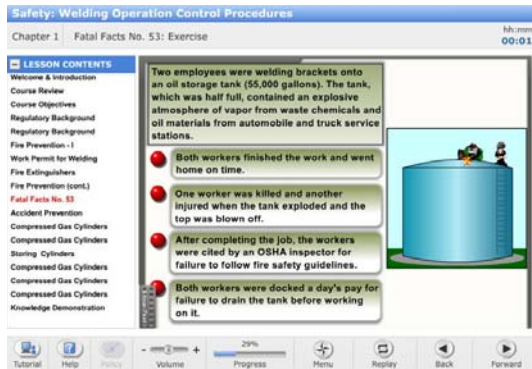 Safety: Welding Operation Control Procedures
Chapter 1 Fatal Facts No. 53: Exercise
hh:mm
00:01
LESSON CONTENTS
Welcome & Introduction
Course Review
Course Objectives
Regulatory Background
Regulatory Background
Fire Prevention - I
Work Permit for Welding
Fire Extinguishers
Fire Prevention (cont.)
Fatal Facts No. 53
Accident Prevention
Compressed Gas Cylinders
Compressed Gas Cylinders
Storing Cylinders
Compressed Gas Cylinders
Compressed Gas Cylinders
Compressed Gas Cylinders
Knowledge Demonstration
Two employees were welding brackets onto
an oil storage tank (55,000 gallons). The tank,
which was half full, contained an explosive
atmosphere of vapor from waste chemicals and
oil materials from automobile and truck service
stations.
Both workers finished the work and went
home on time.
One worker was killed and another
injured when the tank exploded and the
top was blown off.
After completing the job, the workers
were cited by an OSHA inspector for
failure to follow fire safety guidelines.
Both workers were docked a day's pay for
failure to drain the tank before working
on it.
Tutorial
Help
Policy
- +
Volume
29%
Progress
Menu
Replay
Back
Forward